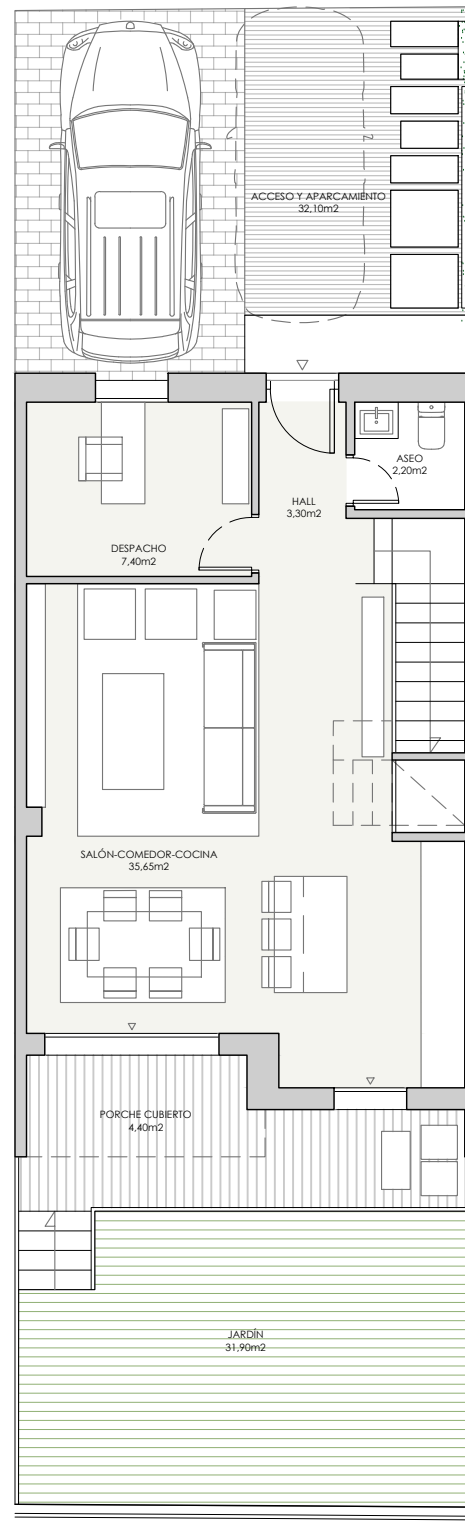 ACCESO Y APARCAMIENTO
32,10m2
ASEO
2,20m2
HALL
3,30m2
DESPACHO
7,40m2
SALÓN-COMEDOR-COCINA
35,65m2
PORCHE CUBIERTO
4,40m2
JARDÍN
31,90m2